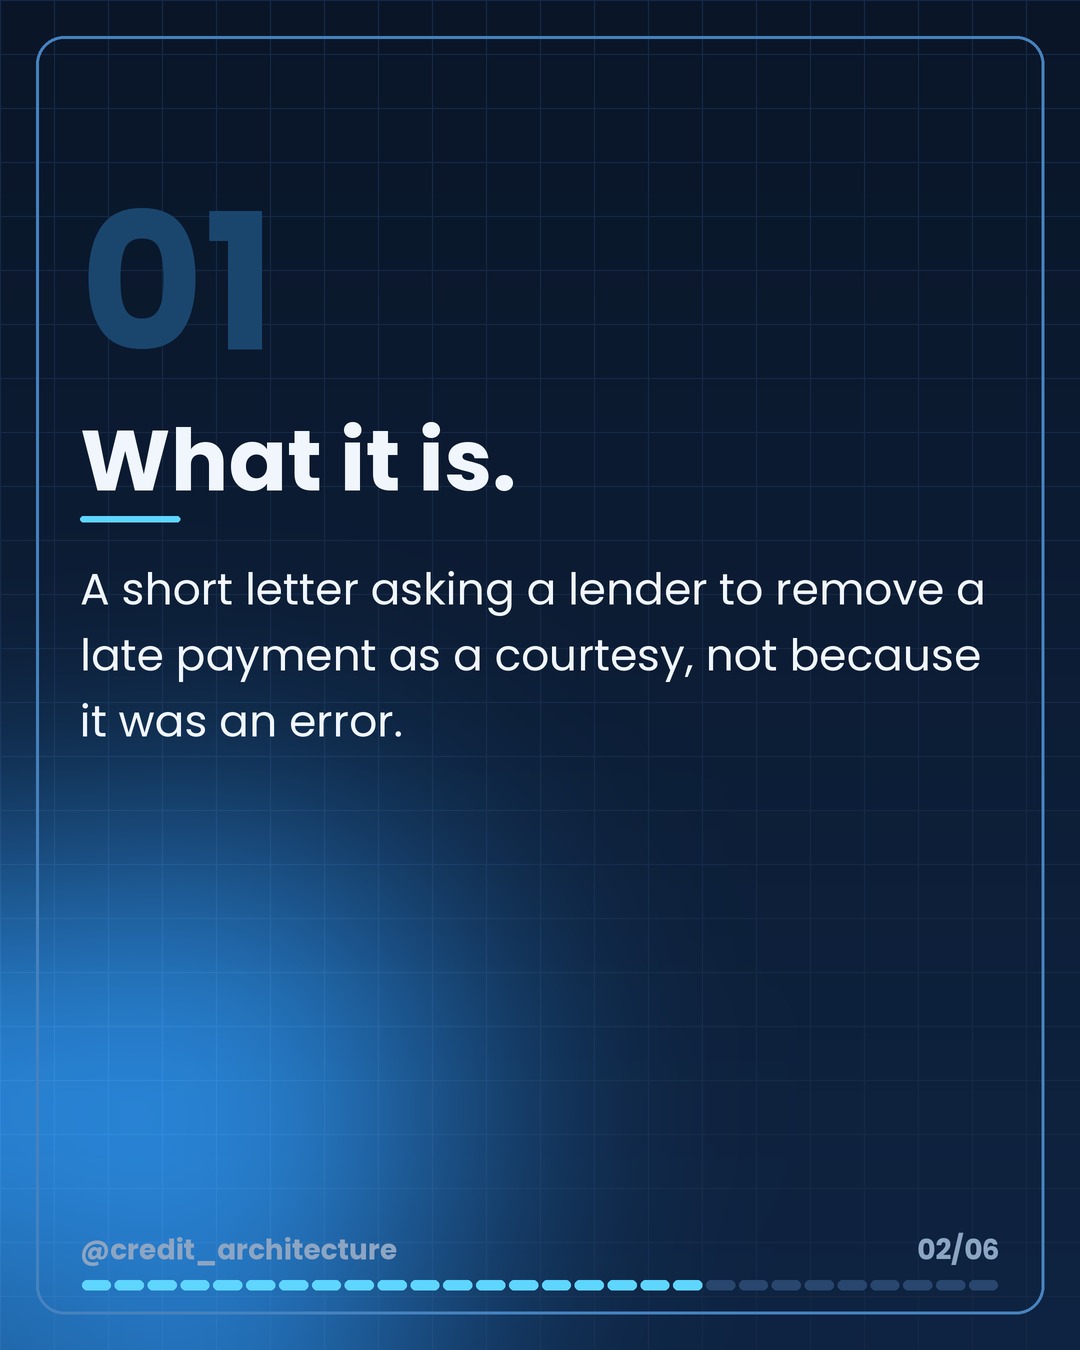 01
What it is.
A short letter asking a lender to remove a
late payment as a courtesy, not because
it was an error.
@credit_architecture
02/06